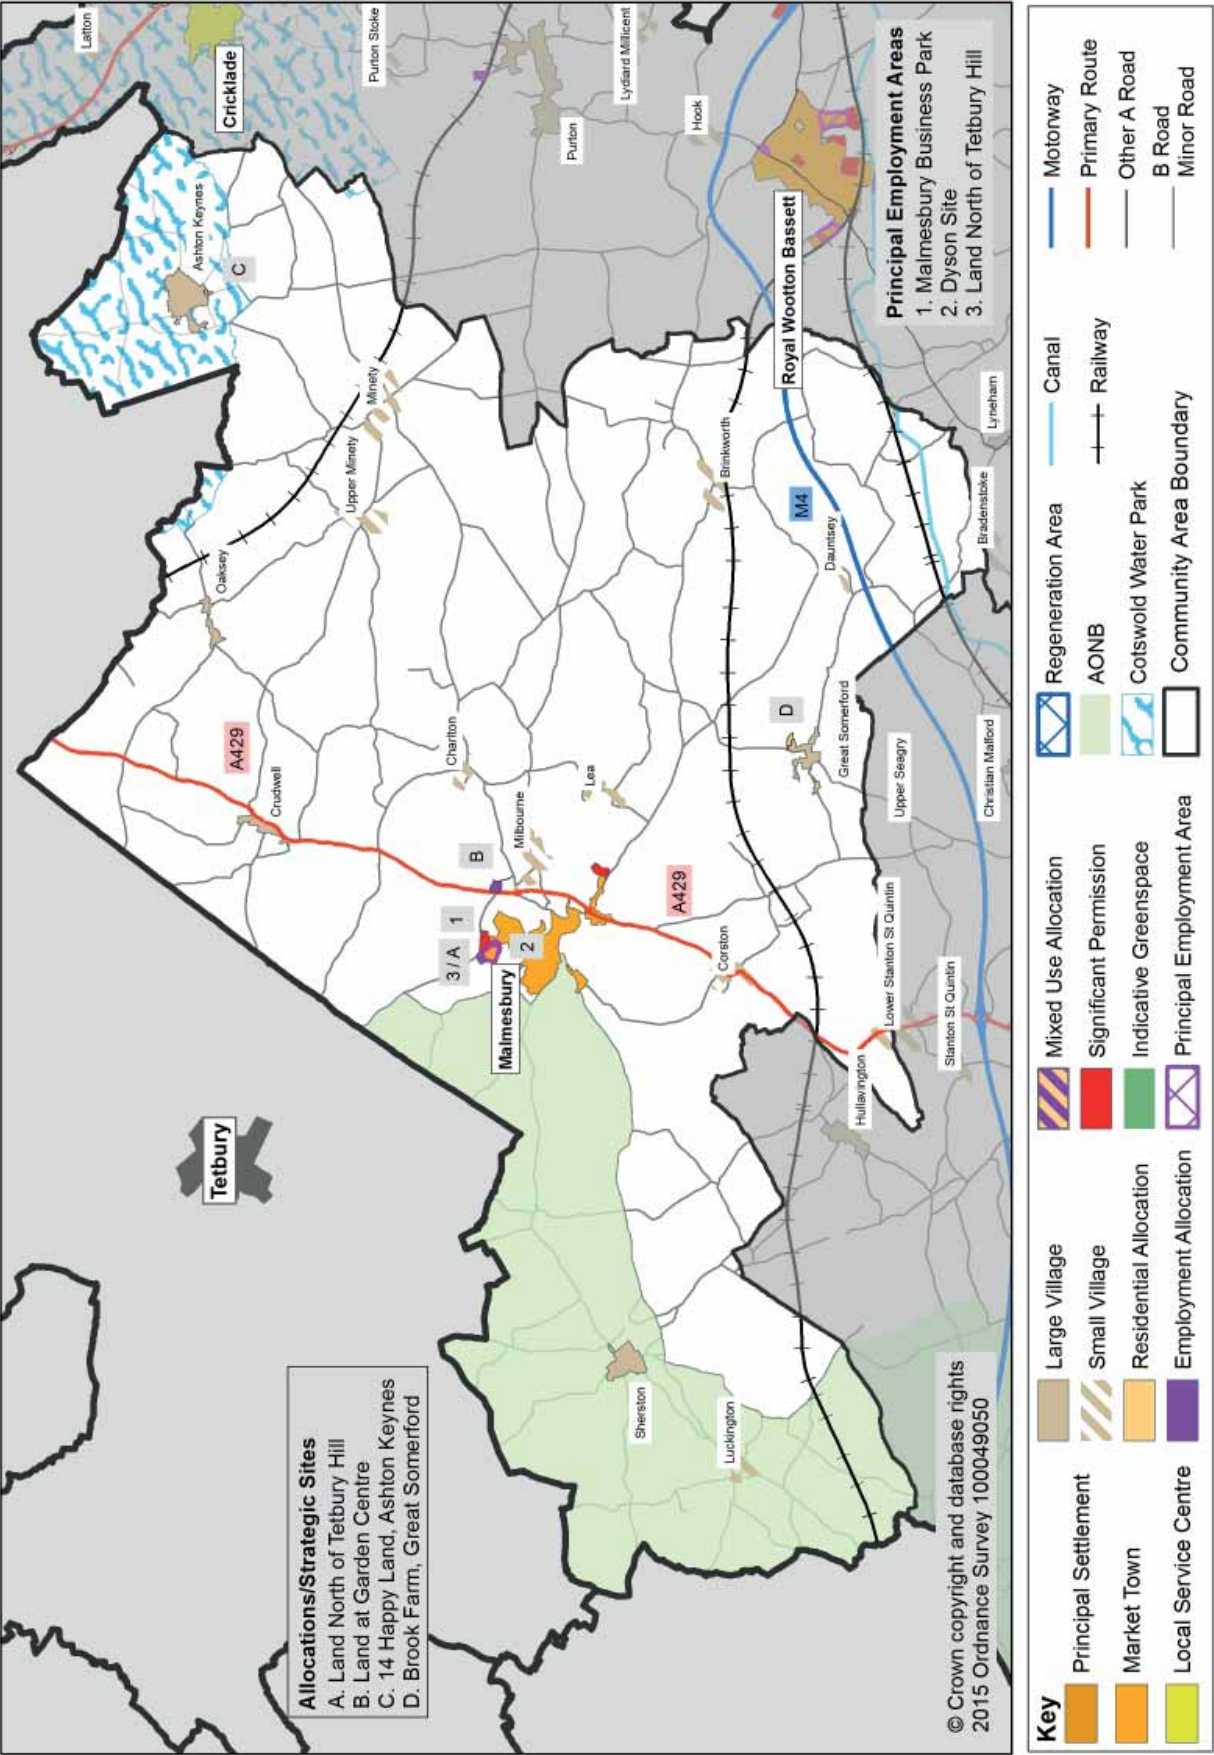 Latton
Cricklade
Purton Stoke
Purton
Lydiard Millicent
Hook
Royal Wootton Bassett
Principal Employment Areas
1. Malmesbury Business Park
2. Dyson Site
3. Land North of Tetbury Hill
Ashton Keynes
C
Minety
Upper Minety
Oaksey
Brinkworth
M4
Dauntsey
Lyneham
Bradenstoke
A429
Crudwell
Charlton
Milbourne
Lea
D
Great Somerford
Upper Seagry
Christian Malford
B
1
3 / A
2
Malmesbury
A429
Corston
Lower Stanton St Quintin
Stanton St Quintin
Hullavington
Tetbury
Sherston
Luckington
Allocations/Strategic Sites
A. Land North of Tetbury Hill
B. Land at Garden Centre
C. 14 Happy Land, Ashton Keynes
D. Brook Farm, Great Somerford
© Crown copyright and database rights
2015 Ordnance Survey 100049050
Key
Principal Settlement
Market Town
Local Service Centre
Large Village
Small Village
Residential Allocation
Employment Allocation
Mixed Use Allocation
Significant Permission
Indicative Greenspace
Principal Employment Area
Regeneration Area
AONB
Cotswold Water Park
Community Area Boundary
Canal
Railway
Motorway
Primary Route
Other A Road
B Road
Minor Road